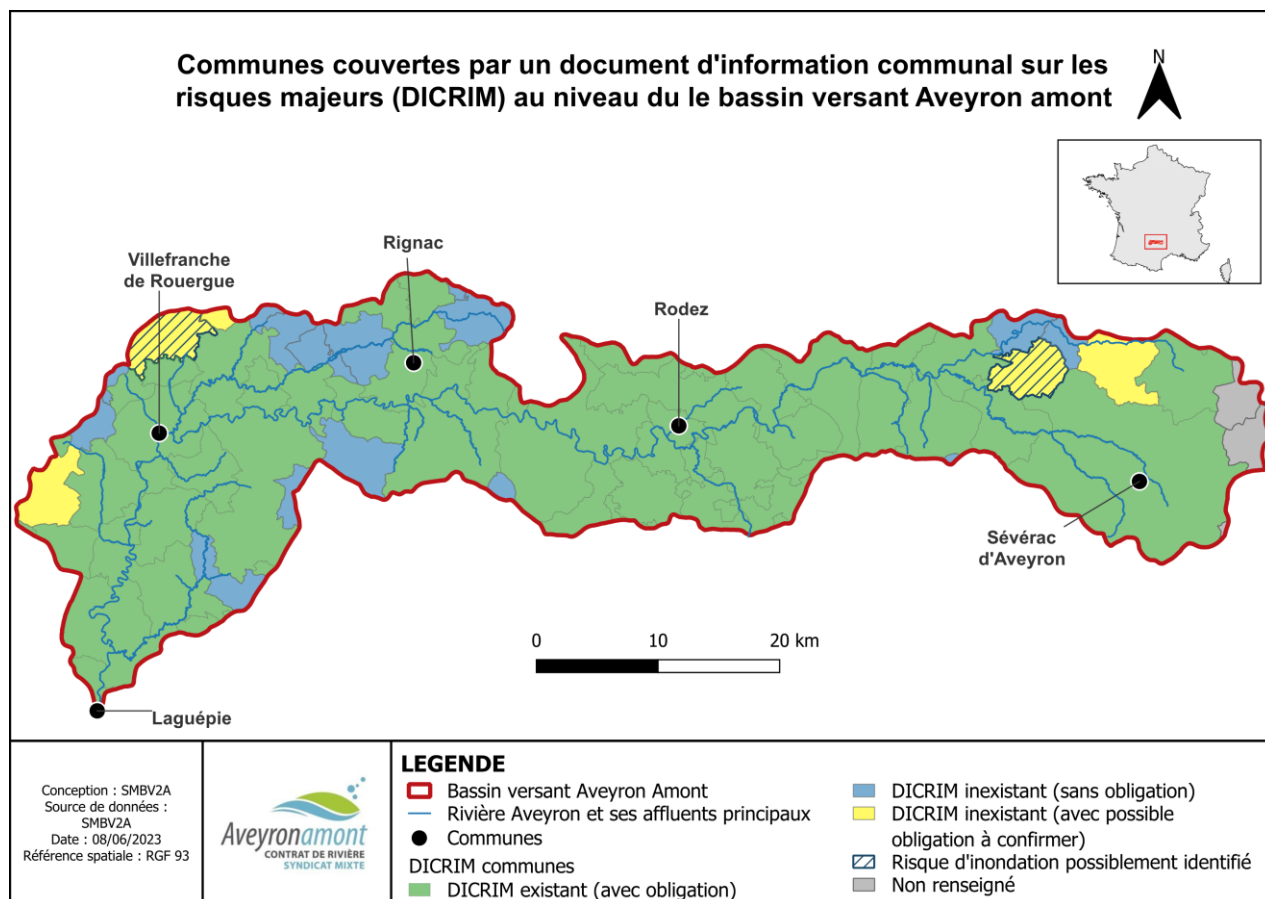 Communes couvertes par un document d'information communal sur les
risques majeurs (DICRIM) au niveau du le bassin versant Aveyron amont
N
Rignac
Villefranche
de Rouergue
Rodez
Sévérac
d'Aveyron
0 10 20 km
Laguépie
Conception : SMBV2A
Source de données :
SMBV2A
Date : 08/06/2023
Référence spatiale : RGF 93
Aveyronamont
CONTRAT DE RIVIÈRE
SYNDICAT MIXTE
LEGENDE
Bassin versant Aveyron Amont
Rivière Aveyron et ses affluents principaux
Communes
DICRIM communes
DICRIM existant (avec obligation)
DICRIM inexistant (sans obligation)
DICRIM inexistant (avec possible
obligation à confirmer)
Risque d'inondation possiblement identifié
Non renseigné